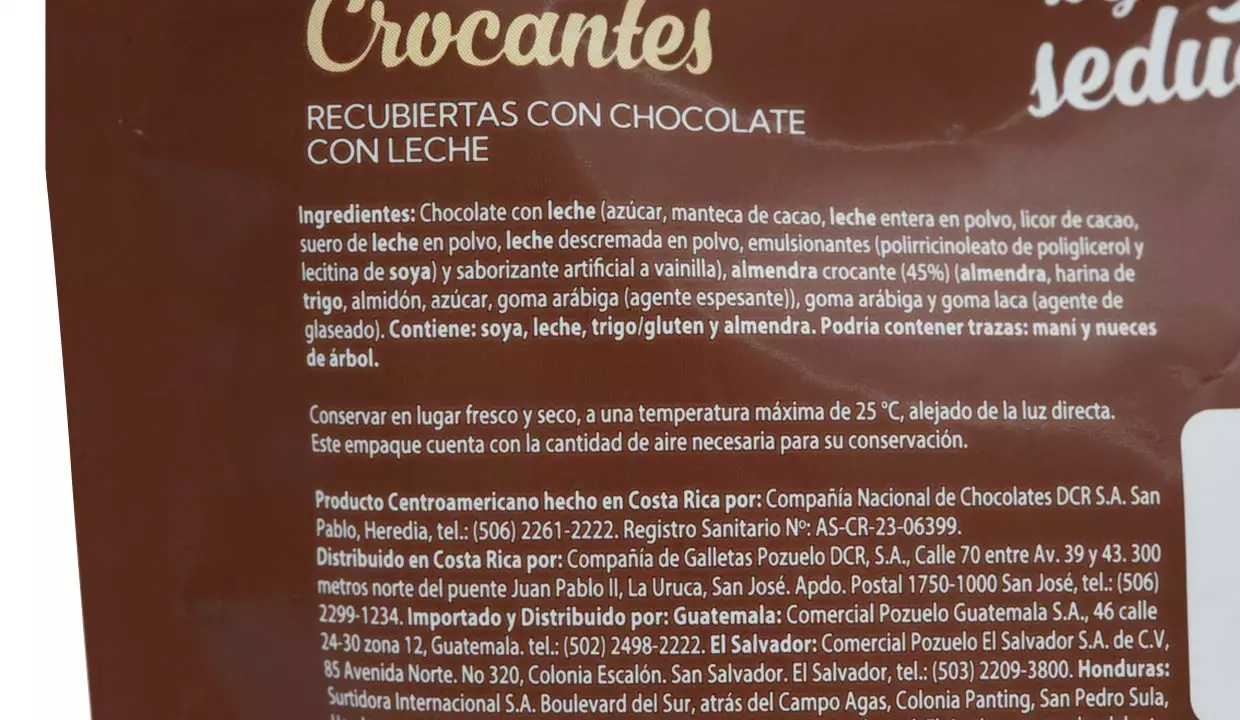 Crocantes
RECUBIERTAS CON CHOCOLATE
CON LECHE
Ingredientes: Chocolate con leche (azúcar, manteca de cacao, leche entera en polvo, licor de cacao,
suero de leche en polvo, leche descremada en polvo, emulsionantes (polirricinoleato de poliglicerol y
lecitina de soya) y saborizante artificial a vainilla), almendra crocante (45%) (almendra, harina de
trigo, almidón, azúcar, goma arábiga (agente espesante)), goma arábiga y goma laca (agente de
glaseado). Contiene: soya, leche, trigo/gluten y almendra. Podría contener trazas: maní y nueces
de árbol.
Conservar en lugar fresco y seco, a una temperatura máxima de 25 °C, alejado de la luz directa.
Este empaque cuenta con la cantidad de aire necesaria para su conservación.
Producto Centroamericano hecho en Costa Rica por: Compañía Nacional de Chocolates DCR S.A. San
Pablo, Heredia, tel.: (506) 2261-2222. Registro Sanitario Nº: AS-CR-23-06399.
Distribuido en Costa Rica por: Compañía de Galletas Pozuelo DCR, S.A., Calle 70 entre Av. 39 y 43. 300
metros norte del puente Juan Pablo II, La Uruca, San José. Apdo. Postal 1750-1000 San José, tel.: (506)
2299-1234. Importado y Distribuido por: Guatemala: Comercial Pozuelo Guatemala S.A., 46 calle
24-30 zona 12, Guatemala. tel.: (502) 2498-2222. El Salvador: Comercial Pozuelo El Salvador S.A. de C.V,
85 Avenida Norte. No 320, Colonia Escalón. San Salvador. El Salvador, tel.: (503) 2209-3800. Honduras:
Surtidora Internacional S.A. Boulevard del Sur, atrás del Campo Agas, Colonia Panting, San Pedro Sula,